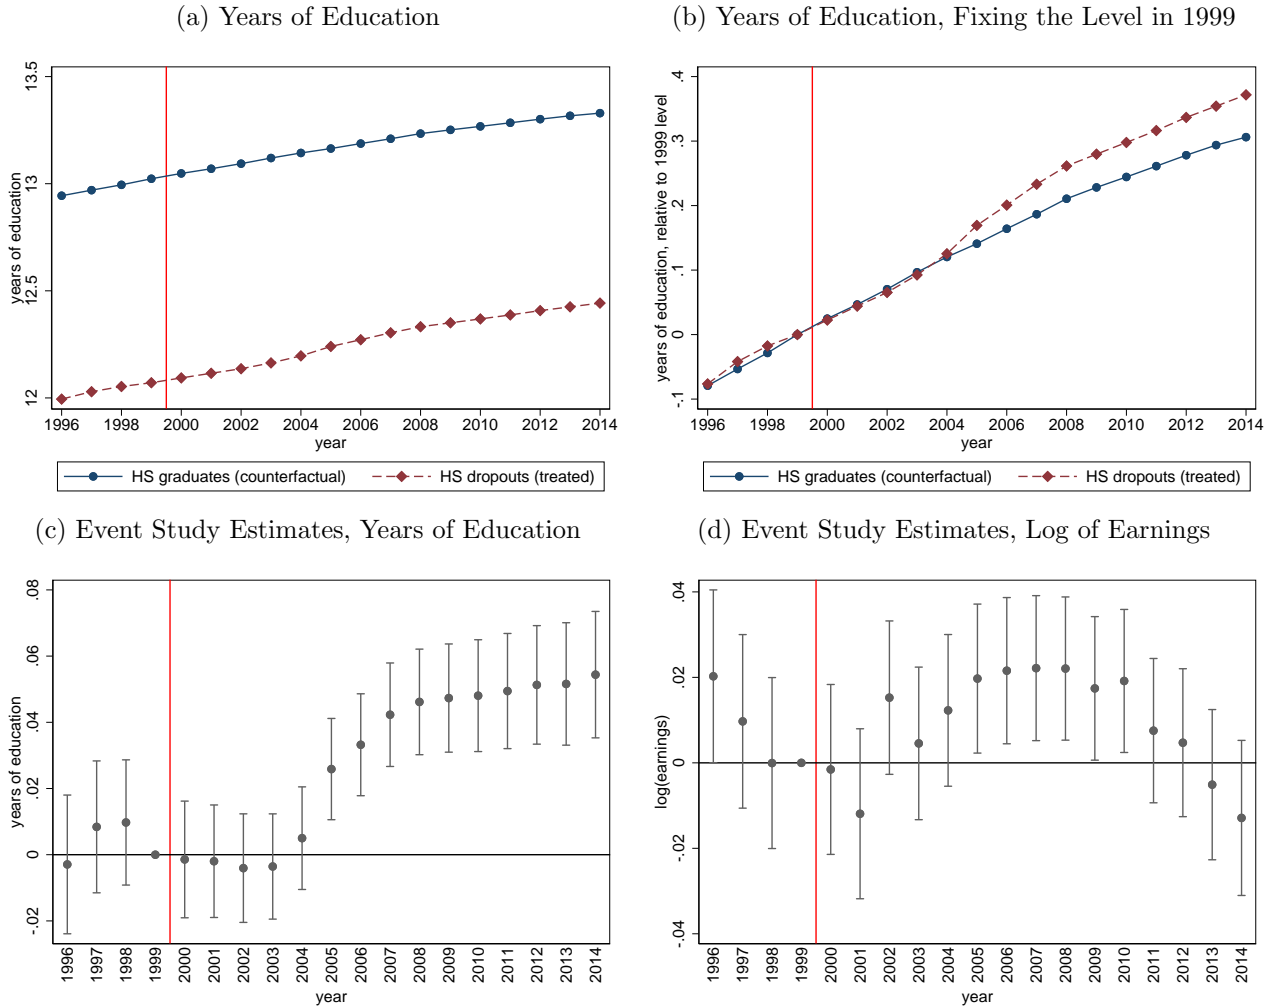 (a) Years of Education
years of education
13.5
13
12.5
12
1996 1998 2000 2002 2004 2006 2008 2010 2012 2014
year
HS graduates (counterfactual) HS dropouts (treated)
(b) Years of Education, Fixing the Level in 1999
years of education, relative to 1999 level
.4
.3
.2
.1
0
-.1
1996 1998 2000 2002 2004 2006 2008 2010 2012 2014
year
HS graduates (counterfactual) HS dropouts (treated)
(c) Event Study Estimates, Years of Education
years of education
.08
.06
.04
.02
0
-.02
1996 1997 1998 1999 2000 2001 2002 2003 2004 2005 2006 2007 2008 2009 2010 2011 2012 2013 2014
year
(d) Event Study Estimates, Log of Earnings
log(earnings)
.04
.02
0
-.02
-.04
1996 1997 1998 1999 2000 2001 2002 2003 2004 2005 2006 2007 2008 2009 2010 2011 2012 2013 2014
year